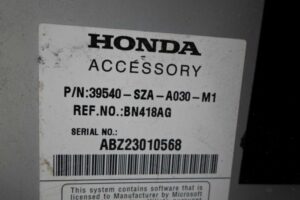 HONDA
ACCESSORY
P/N:39540-SZA-A030-M1
REF.NO.:BN418AG
SERIAL NO.:
ABZ23010568
This system contains software that is
licensed to Manufacturer by
Microsoft